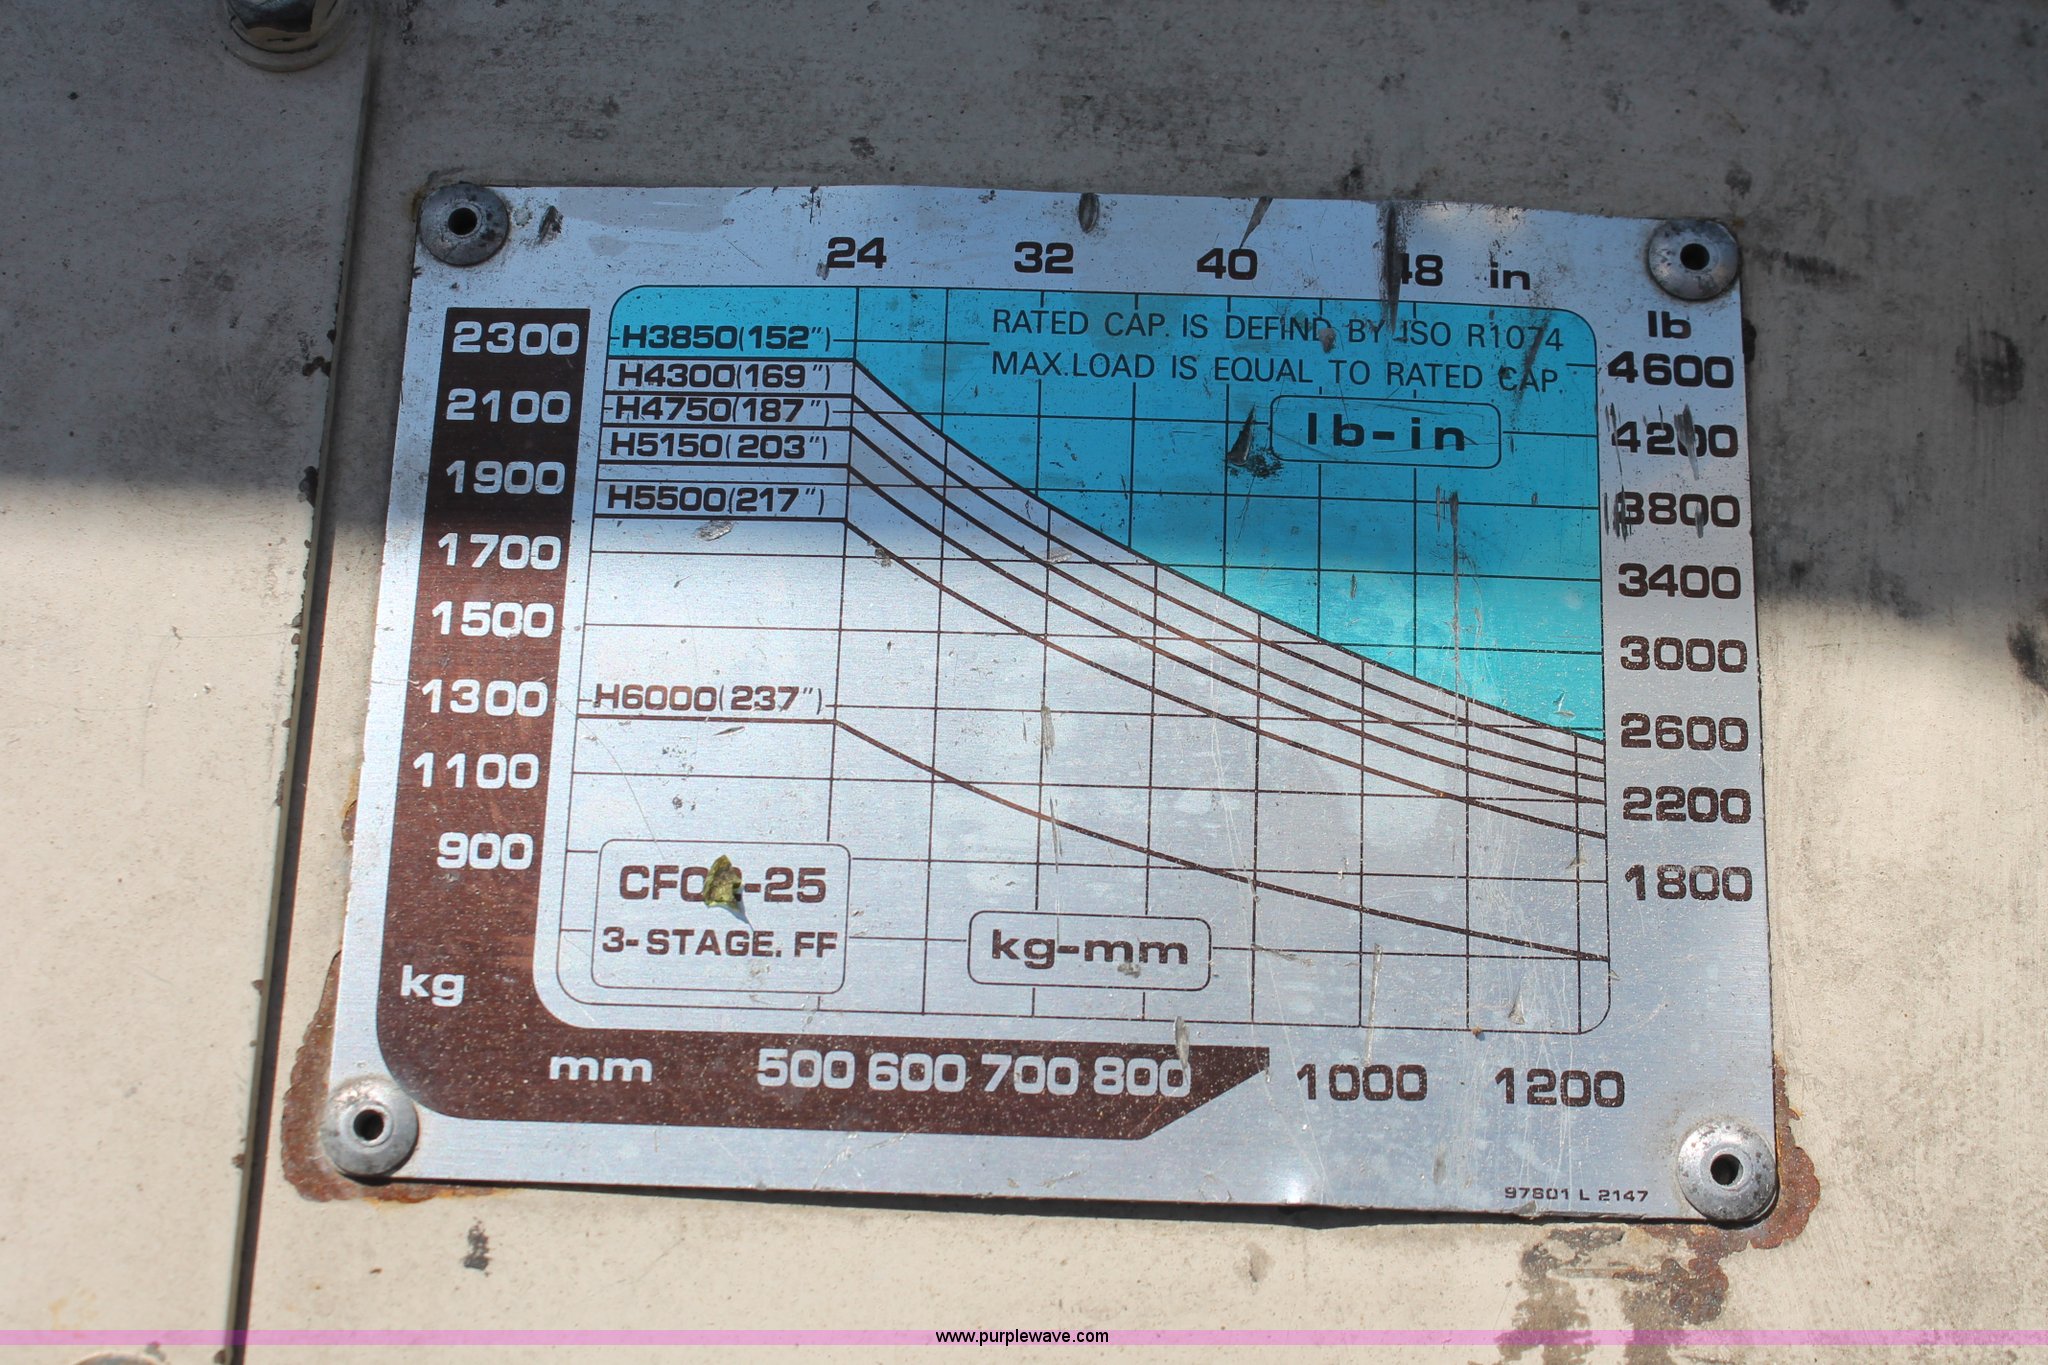 24 32 40 48 in
H3850(152")
H4300(169")
H4750(187")
H5150(203")
H5500(217")
H6000(237")
RATED CAP. IS DEFIND BY ISO R1074
MAX.LOAD IS EQUAL TO RATED CAP
lb-in
2300
2100
1900
1700
1500
1300
1100
900
kg
lb
4600
4200
3800
3400
3000
2600
2200
1800
3-STAGE. FF
kg-mm
mm 500 600 700 800 1000 1200
97801 L 2147
www.purplewave.com